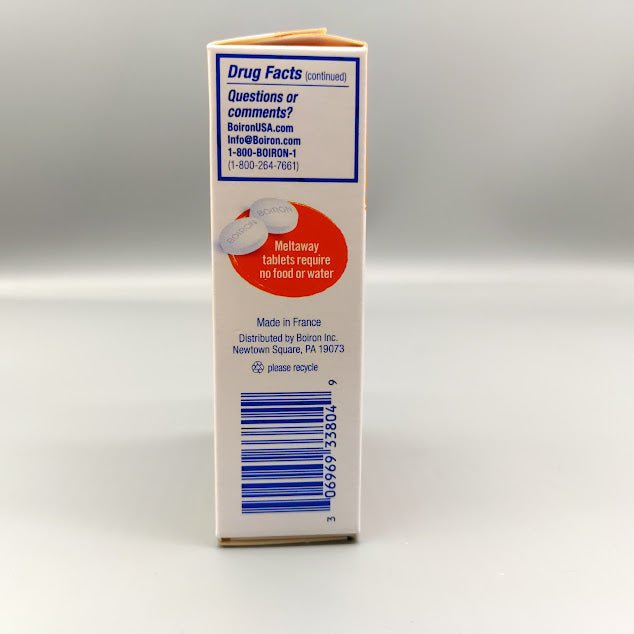 Drug Facts (continued)
Questions or
comments?
BoironUSA.com
Info@Boiron.com
1-800-BOIRON-1
(1-800-264-7661)
BOIRON
BOIRON
Meltaway
tablets require
no food or water
Made in France
Distributed by Boiron Inc.
Newtown Square, PA 19073
please recycle
3 06969 33804 9